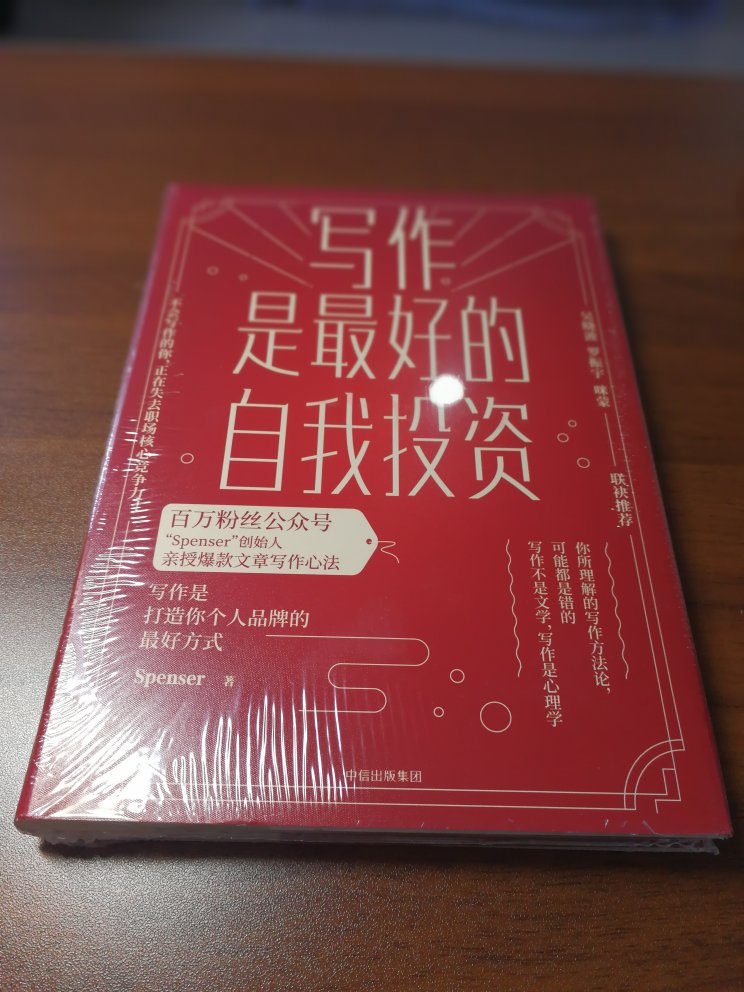 写作
是最好的
自我投资
不会写作的你，正在失去职场核心竞争力
吴晓波 罗振宇 咪蒙
联袂推荐
百万粉丝公众号
“Spenser”创始人
亲授爆款文章写作心法
写作是
打造你个人品牌的
最好方式
Spenser 著
你所理解的写作方法论，
可能都是错的
写作不是文学，写作是心理学
中信出版集团